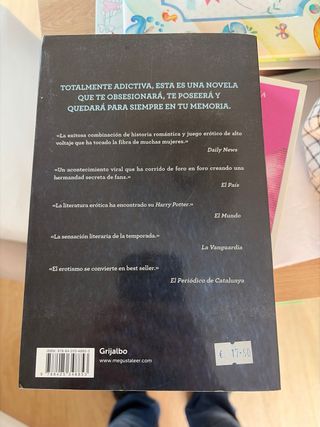 TOTALMENTE ADICTIVA, ESTA ES UNA NOVELA
QUE TE OBSESIONARÁ, TE POSEERÁ Y
QUEDARÁ PARA SIEMPRE EN TU MEMORIA.
«La exitosa combinación de historia romántica y juego erótico de alto
voltaje que ha tocado la fibra de muchas mujeres.»
Daily News
«Un acontecimiento viral que ha corrido de foro en foro creando una
hermandad secreta de fans.»
El País
«La literatura erótica ha encontrado su Harry Potter.»
El Mundo
«La sensación literaria de la temporada.»
La Vanguardia
«El erotismo se convierte en best seller.»
El Periódico de Catalunya
Grijalbo
www.megustaleer.com
€ 17.90